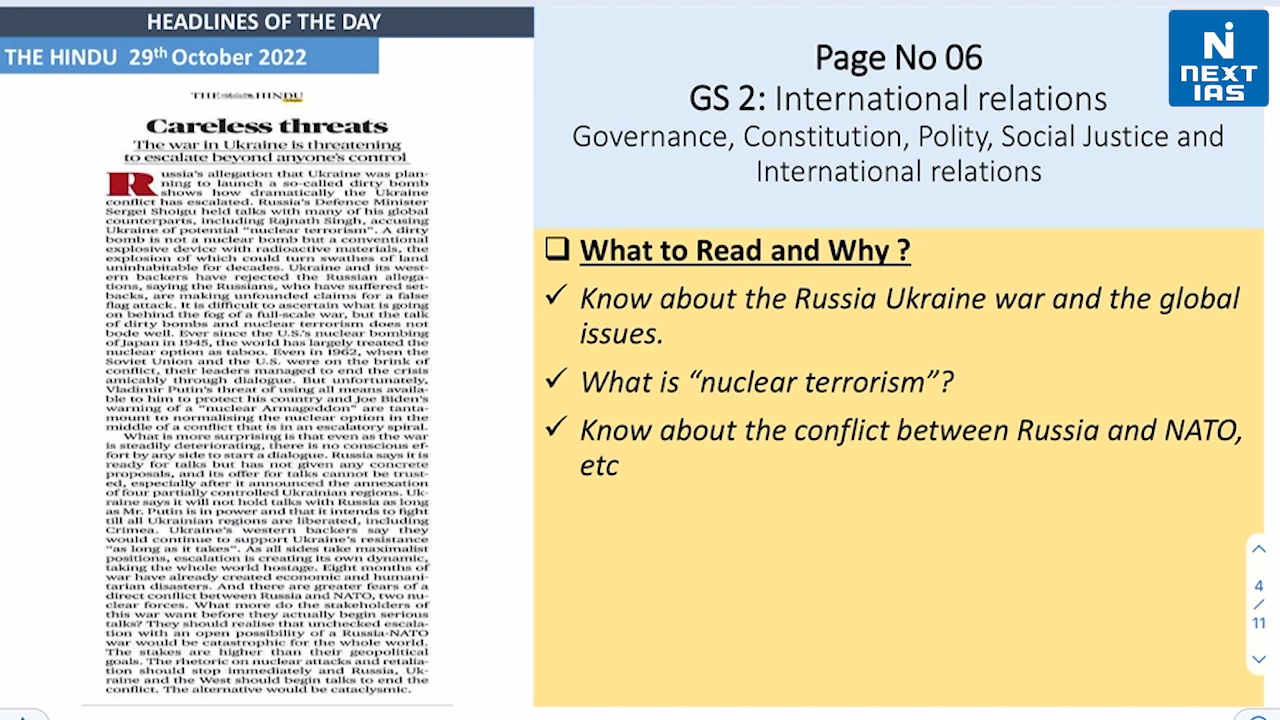 HEADLINES OF THE DAY
THE HINDU 29th October 2022
THE HINDU
Careless threats
The war in Ukraine is threatening
to escalate beyond anyone's control
Russia's allegation that Ukraine was plan-
ning to launch a so-called dirty bomb
shows how dramatically the Ukraine
conflict has escalated. Russia's Defence Minister
Sergei Shoigu held talks with many of his global
counterparts, including Rajnath Singh, accusing
Ukraine of potential "nuclear terrorism". A dirty
bomb is not a nuclear bomb but a conventional
explosive device with radioactive materials, the
explosion of which could turn swathes of land
uninhabitable for decades. Ukraine and its west-
ern backers have rejected the Russian allega-
tions, saying the Russians, who have suffered set-
backs, are making unfounded claims for a false
flag attack. It is difficult to ascertain what is going
on behind the fog of a full-scale war, but the talk
of dirty bombs and nuclear terrorism does not
bode well. Ever since the U.S.'s nuclear bombing
of Japan in 1945, the world has largely treated the
nuclear option as taboo. Even in 1962, when the
Soviet Union and the U.S. were on the brink of
conflict, their leaders managed to end the crisis
amicably through dialogue. But unfortunately,
Vladimir Putin's threat of using all means availa-
ble to him to protect his country and Joe Biden's
warning of a "nuclear Armageddon" are tanta-
mount to normalising the nuclear option in the
middle of a conflict that is in an escalatory spiral.
What is more surprising is that even as the war
is steadily deteriorating, there is no conscious ef-
fort by any side to start a dialogue. Russia says it is
ready for talks but has not given any concrete
proposals, and its offer for talks cannot be trust-
ed, especially after it announced the annexation
of four partially controlled Ukrainian regions. Uk-
raine says it will not hold talks with Russia as long
as Mr. Putin is in power and that it intends to fight
till all Ukrainian regions are liberated, including
Crimea. Ukraine's western backers say they
would continue to support Ukraine's resistance
"as long as it takes". As all sides take maximalist
positions, escalation is creating its own dynamic,
taking the whole world hostage. Eight months of
war have already created economic and humani-
tarian disasters. And there are greater fears of a
direct conflict between Russia and NATO, two nu-
clear forces. What more do the stakeholders of
this war want before they actually begin serious
talks? They should realise that unchecked escala-
tion with an open possibility of a Russia-NATO
war would be catastrophic for the whole world.
The stakes are higher than their geopolitical
goals. The rhetoric on nuclear attacks and retalia-
tion should stop immediately and Russia, Uk-
raine and the West should begin talks to end the
conflict. The alternative would be cataclysmic.
Page No 06
GS 2: International relations
Governance, Constitution, Polity, Social Justice and
International relations
NEXT
IAS
What to Read and Why ?
Know about the Russia Ukraine war and the global
issues.
What is "nuclear terrorism"?
Know about the conflict between Russia and NATO,
etc
4
/
11